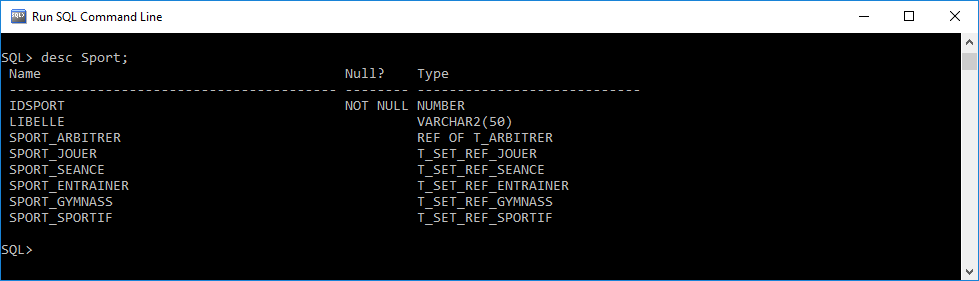 Run SQL Command Line
SQL> desc Sport;
Name Null? Type
----------------------------------------- -------- ----------------------------
IDSPORT NOT NULL NUMBER
LIBELLE VARCHAR2(50)
SPORT_ARBITRER REF OF T_ARBITRER
SPORT_JOUER T_SET_REF_JOUER
SPORT_SEANCE T_SET_REF_SEANCE
SPORT_ENTRAINER T_SET_REF_ENTRAINER
SPORT_GYMNASS T_SET_REF_GYMNASS
SPORT_SPORTIF T_SET_REF_SPORTIF
SQL>